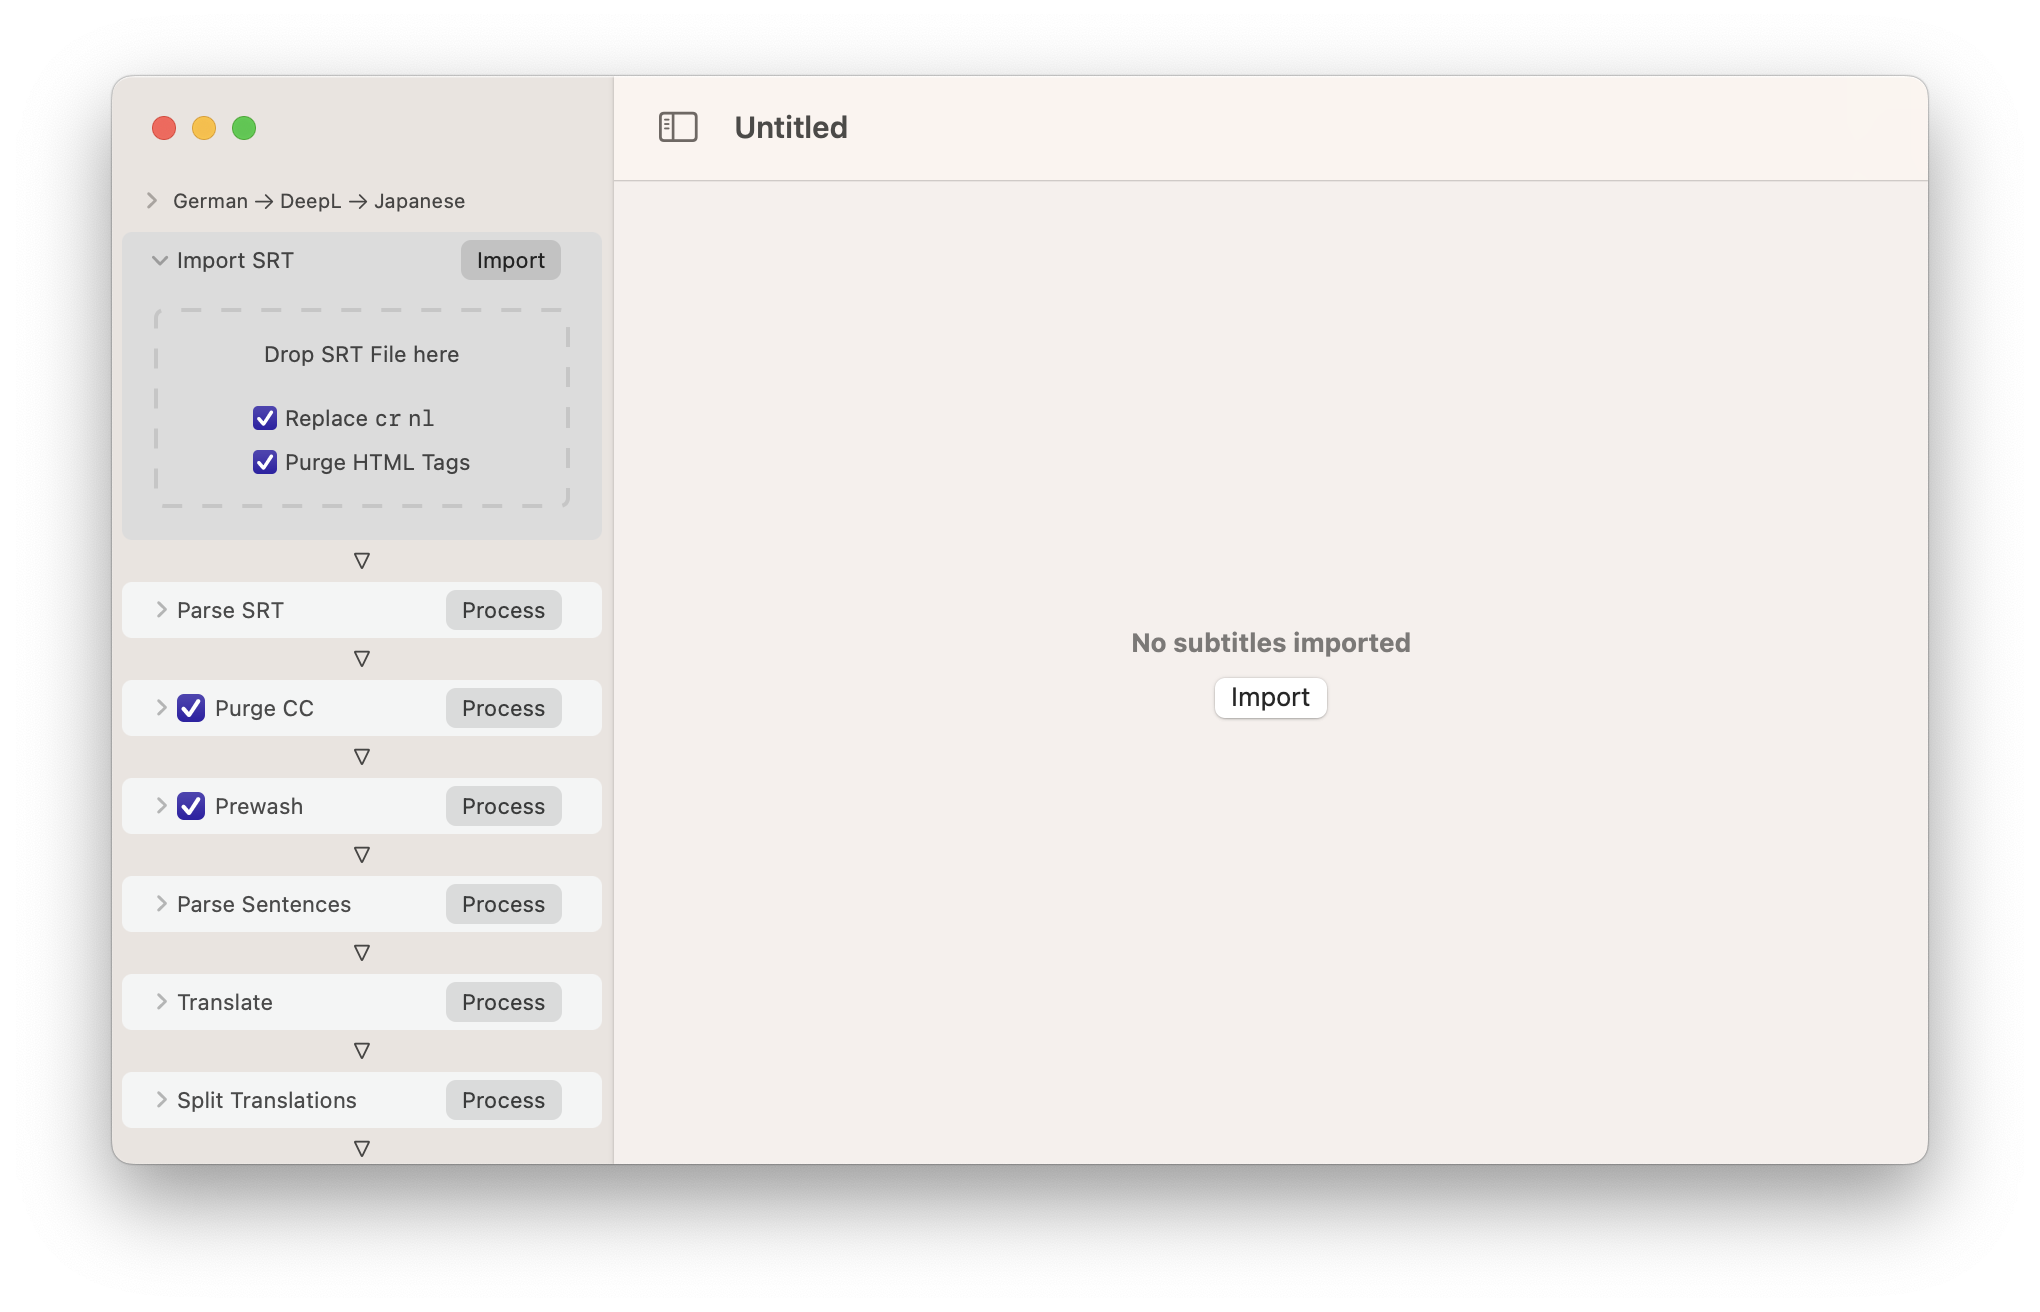 Untitled
German → DeepL → Japanese
Import SRT
Import
Drop SRT File here
Replace cr nl
Purge HTML Tags
Parse SRT
Process
Purge CC
Process
Prewash
Process
Parse Sentences
Process
Translate
Process
Split Translations
Process
No subtitles imported
Import